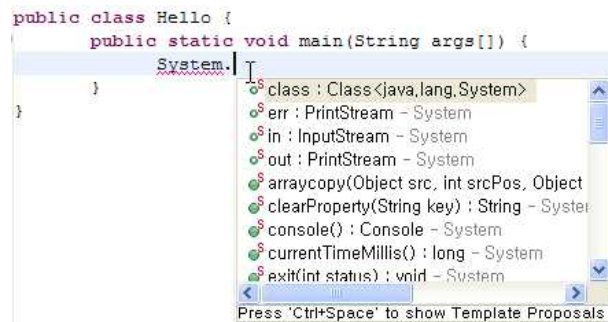 public class Hello {
public static void main(String args[]) {
System.
}
}
class : Class<java.lang.System>
err : PrintStream - System
in : InputStream - System
out : PrintStream - System
arraycopy(Object src, int srcPos, Object
clearProperty(String key) : String - System
console() : Console - System
currentTimeMillis() : long - System
exit(int status) : void - System
Press 'Ctrl+Space' to show Template Proposals